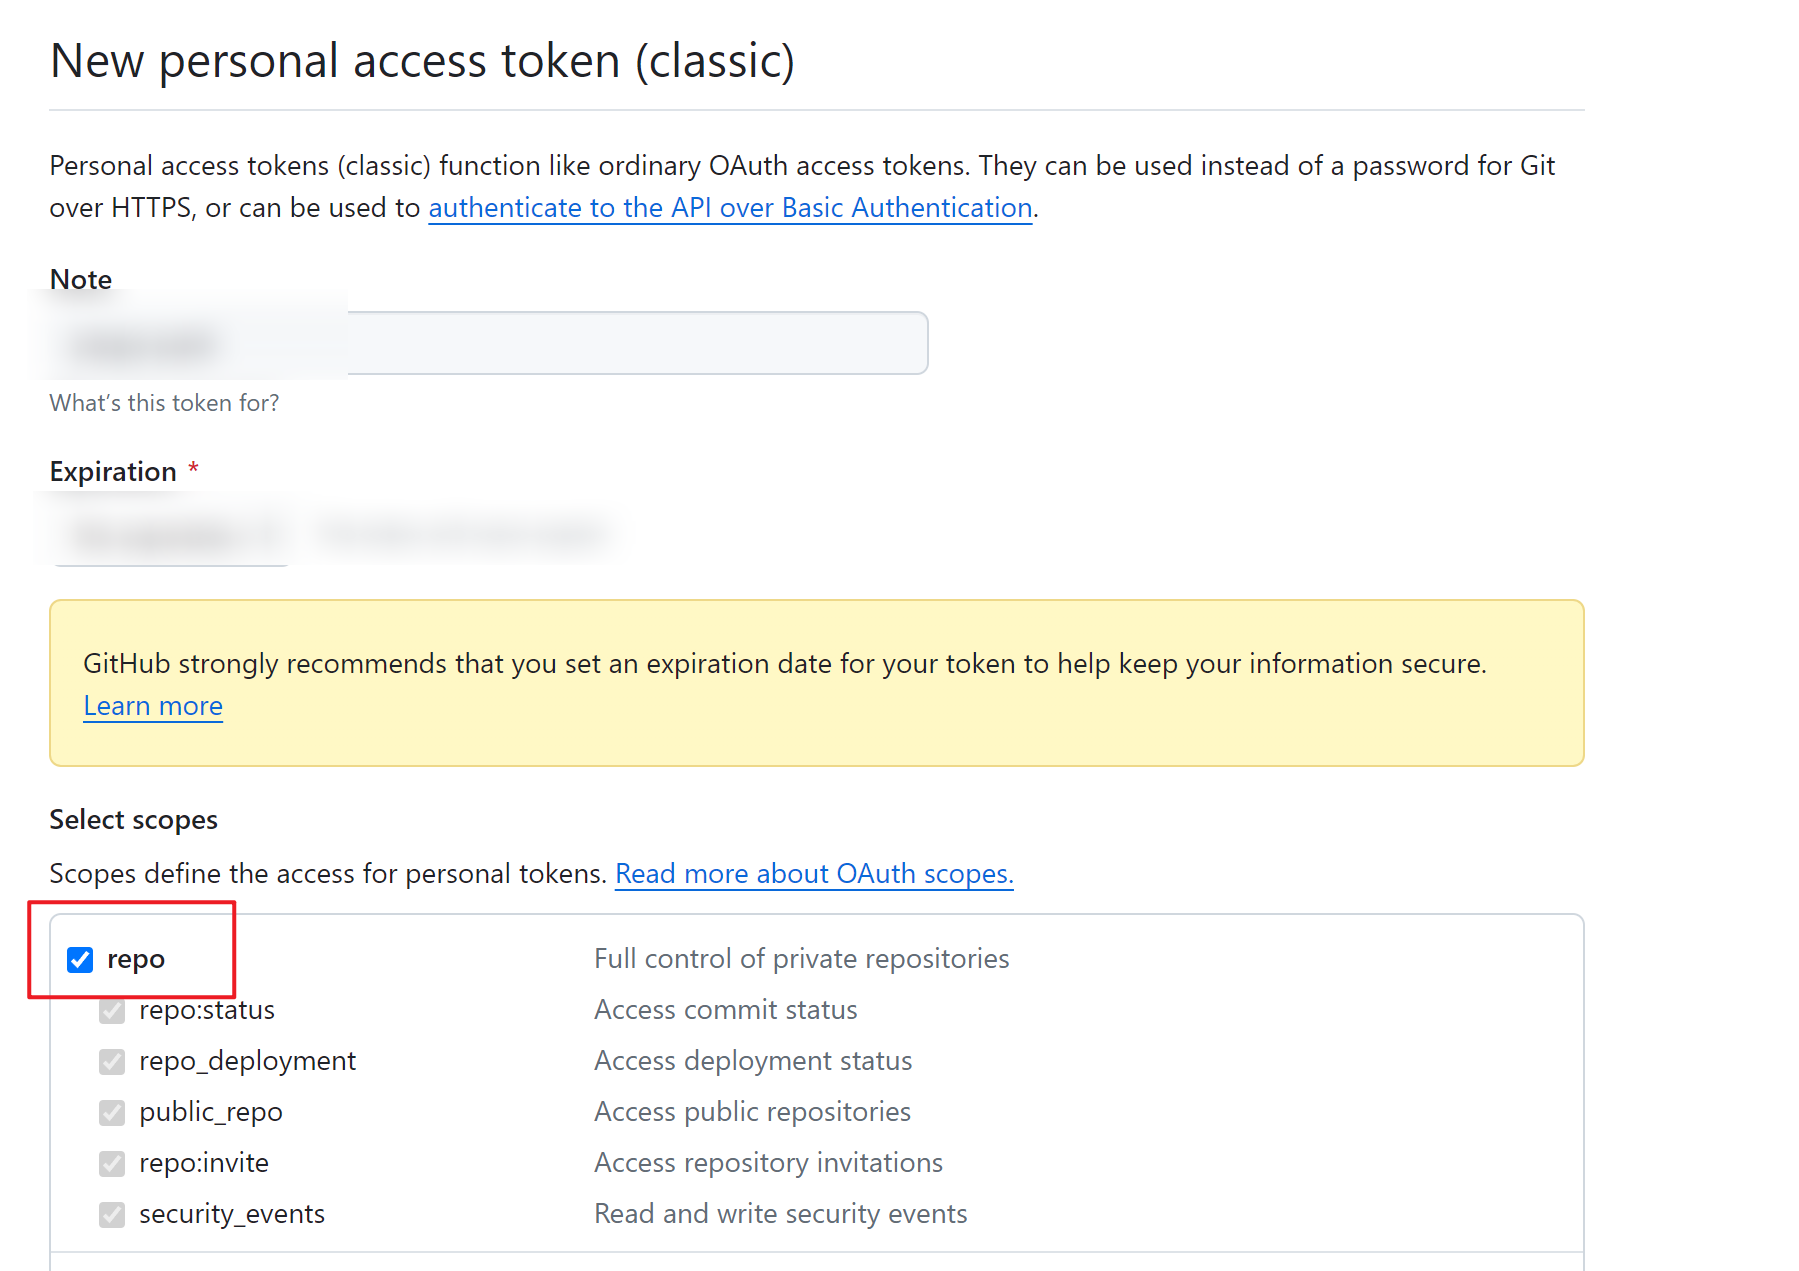 New personal access token (classic)
Personal access tokens (classic) function like ordinary OAuth access tokens. They can be used instead of a password for Git
over HTTPS, or can be used to authenticate to the API over Basic Authentication.
Note
What's this token for?
Expiration *
GitHub strongly recommends that you set an expiration date for your token to help keep your information secure.
Learn more
Select scopes
Scopes define the access for personal tokens. Read more about OAuth scopes.
repo Full control of private repositories
repo:status Access commit status
repo_deployment Access deployment status
public_repo Access public repositories
repo:invite Access repository invitations
security_events Read and write security events